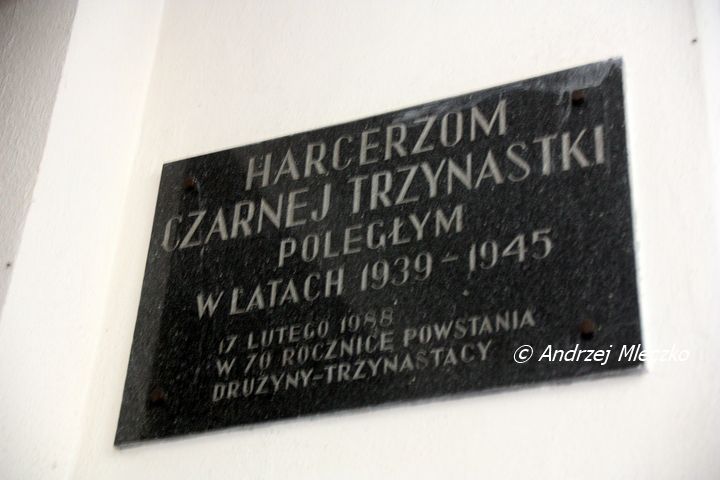 HARCERZOM
CZARNEJ TRZYNASTKI
POLEGŁYM
W LATACH 1939-1945
17 LUTEGO 1988
W 70 ROCZNICE POWSTANIA
DRUŻYNY-TRZYNASTACY
© Andrzej Mleczko